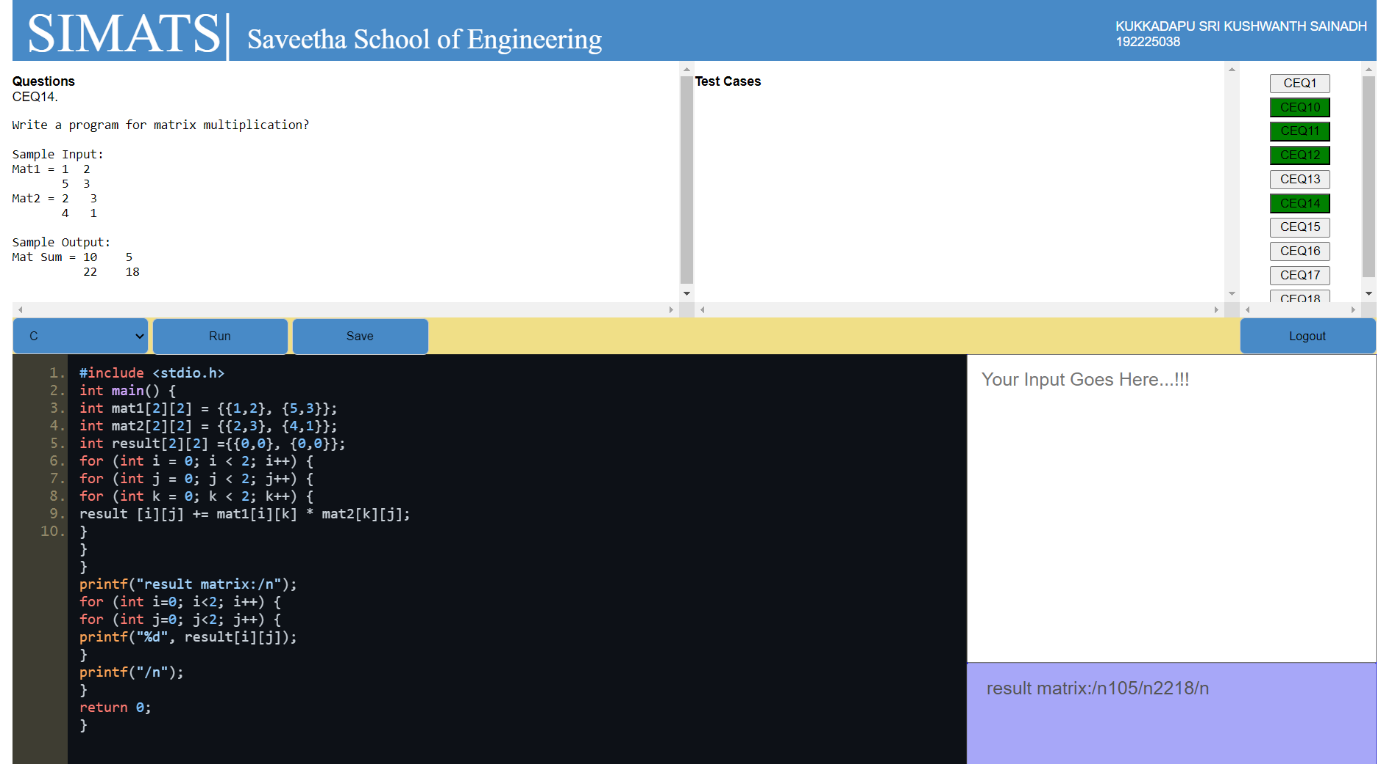 SIMATS| Saveetha School of Engineering
KUKKADAPU SRI KUSHWANTH SAINADH
192225038
Questions
CEQ14.
Write a program for matrix multiplication?
Sample Input:
Mat1 = 1  2
       5  3
Mat2 = 2   3
       4   1
Sample Output:
Mat Sum = 10    5
          22    18
Test Cases
CEQ1
CEQ10
CEQ11
CEQ12
CEQ13
CEQ14
CEQ15
CEQ16
CEQ17
CEQ18
C
Run
Save
Logout
1. #include <stdio.h>
2. int main() {
3. int mat1[2][2] = {{1,2}, {5,3}};
4. int mat2[2][2] = {{2,3}, {4,1}};
5. int result[2][2] ={{0,0}, {0,0}};
6. for (int i = 0; i < 2; i++) {
7. for (int j = 0; j < 2; j++) {
8. for (int k = 0; k < 2; k++) {
9. result [i][j] += mat1[i][k] * mat2[k][j];
10. }
}
}
printf("result matrix:/n");
for (int i=0; i<2; i++) {
for (int j=0; j<2; j++) {
printf("%d", result[i][j]);
}
printf("/n");
}
return 0;
}
Your Input Goes Here...!!!
result matrix:/n105/n2218/n